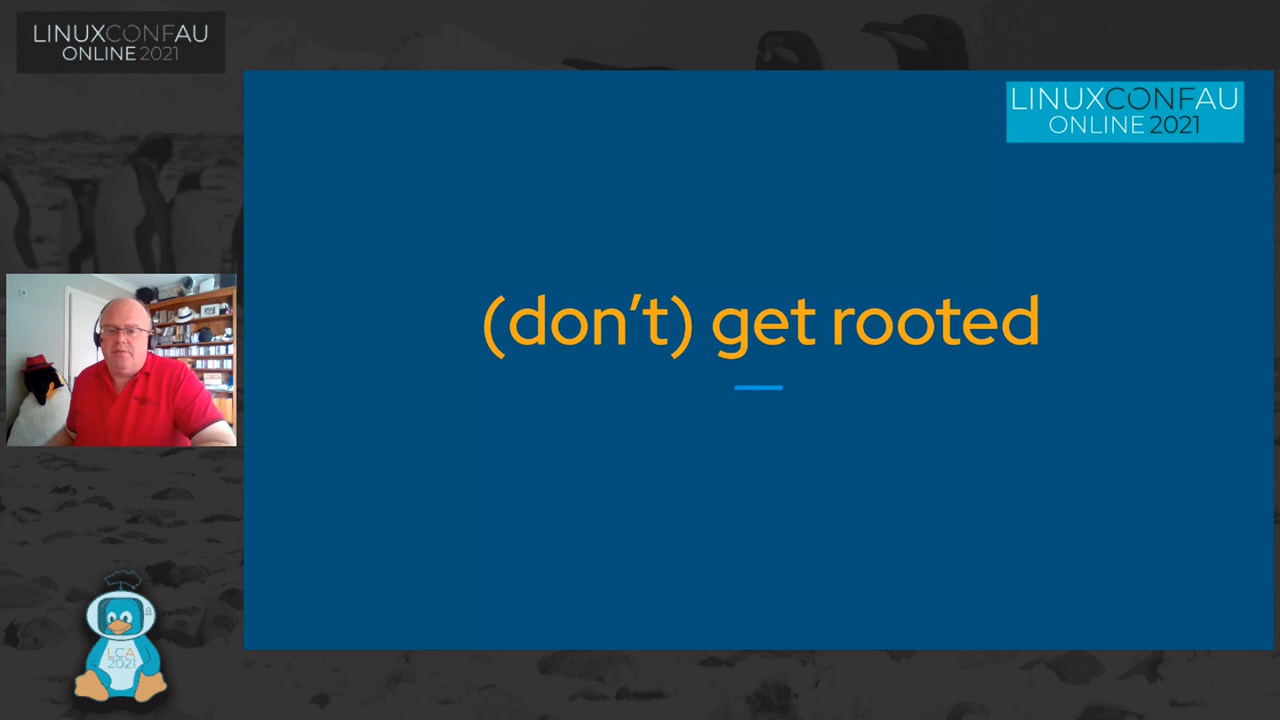 LINUXCONFAU
ONLINE 2021
LINUXCONFAU
ONLINE 2021
(don’t) get rooted
LCA
2021